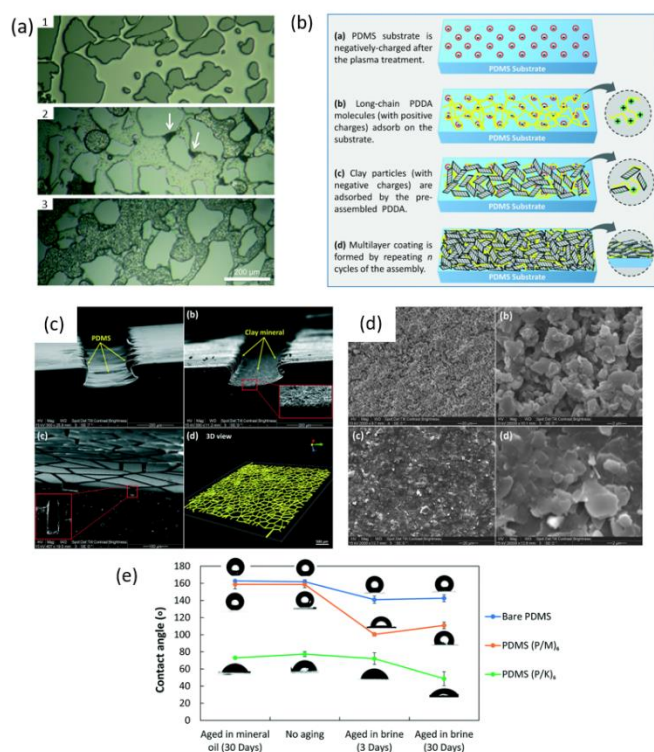 (a)
1
2
3
200 µm
(b)
(a) PDMS substrate is
negatively-charged after
the plasma treatment.
PDMS Substrate
(b) Long-chain PDDA
molecules (with positive
charges) adsorb on the
substrate.
PDMS Substrate
(c) Clay particles (with
negative charges) are
adsorbed by the pre-
assembled PDDA.
PDMS Substrate
(d) Multilayer coating is
formed by repeating n
cycles of the assembly.
PDMS Substrate
(c)
PDMS
(b)
Clay mineral
(c)
(d)
3D view
(d)
(b)
(c)
(d)
(e)
Contact angle (o)
180
160
140
120
100
80
60
40
20
0
Aged in mineral
oil (30 Days)
No aging
Aged in brine
(3 Days)
Aged in brine
(30 Days)
Bare PDMS
PDMS (P/M)₆
PDMS (P/K)₈